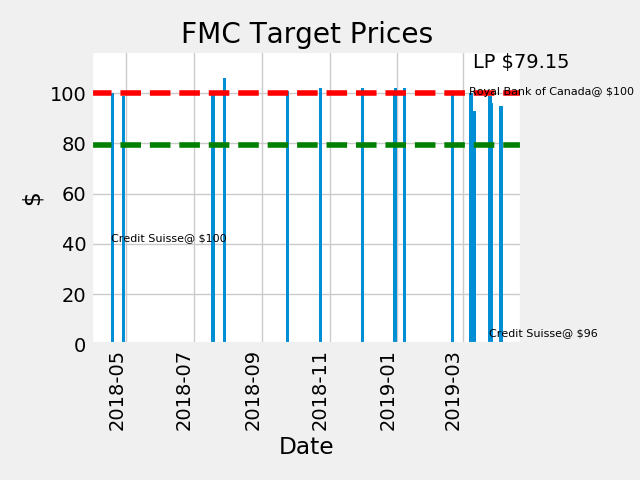 FMC Target Prices
LP $79.15
Royal Bank of Canada@ $100
100
80
60
40
20
0
$
Credit Suisse@ $100
Credit Suisse@ $96
2018-05
2018-07
2018-09
2018-11
2019-01
2019-03
Date